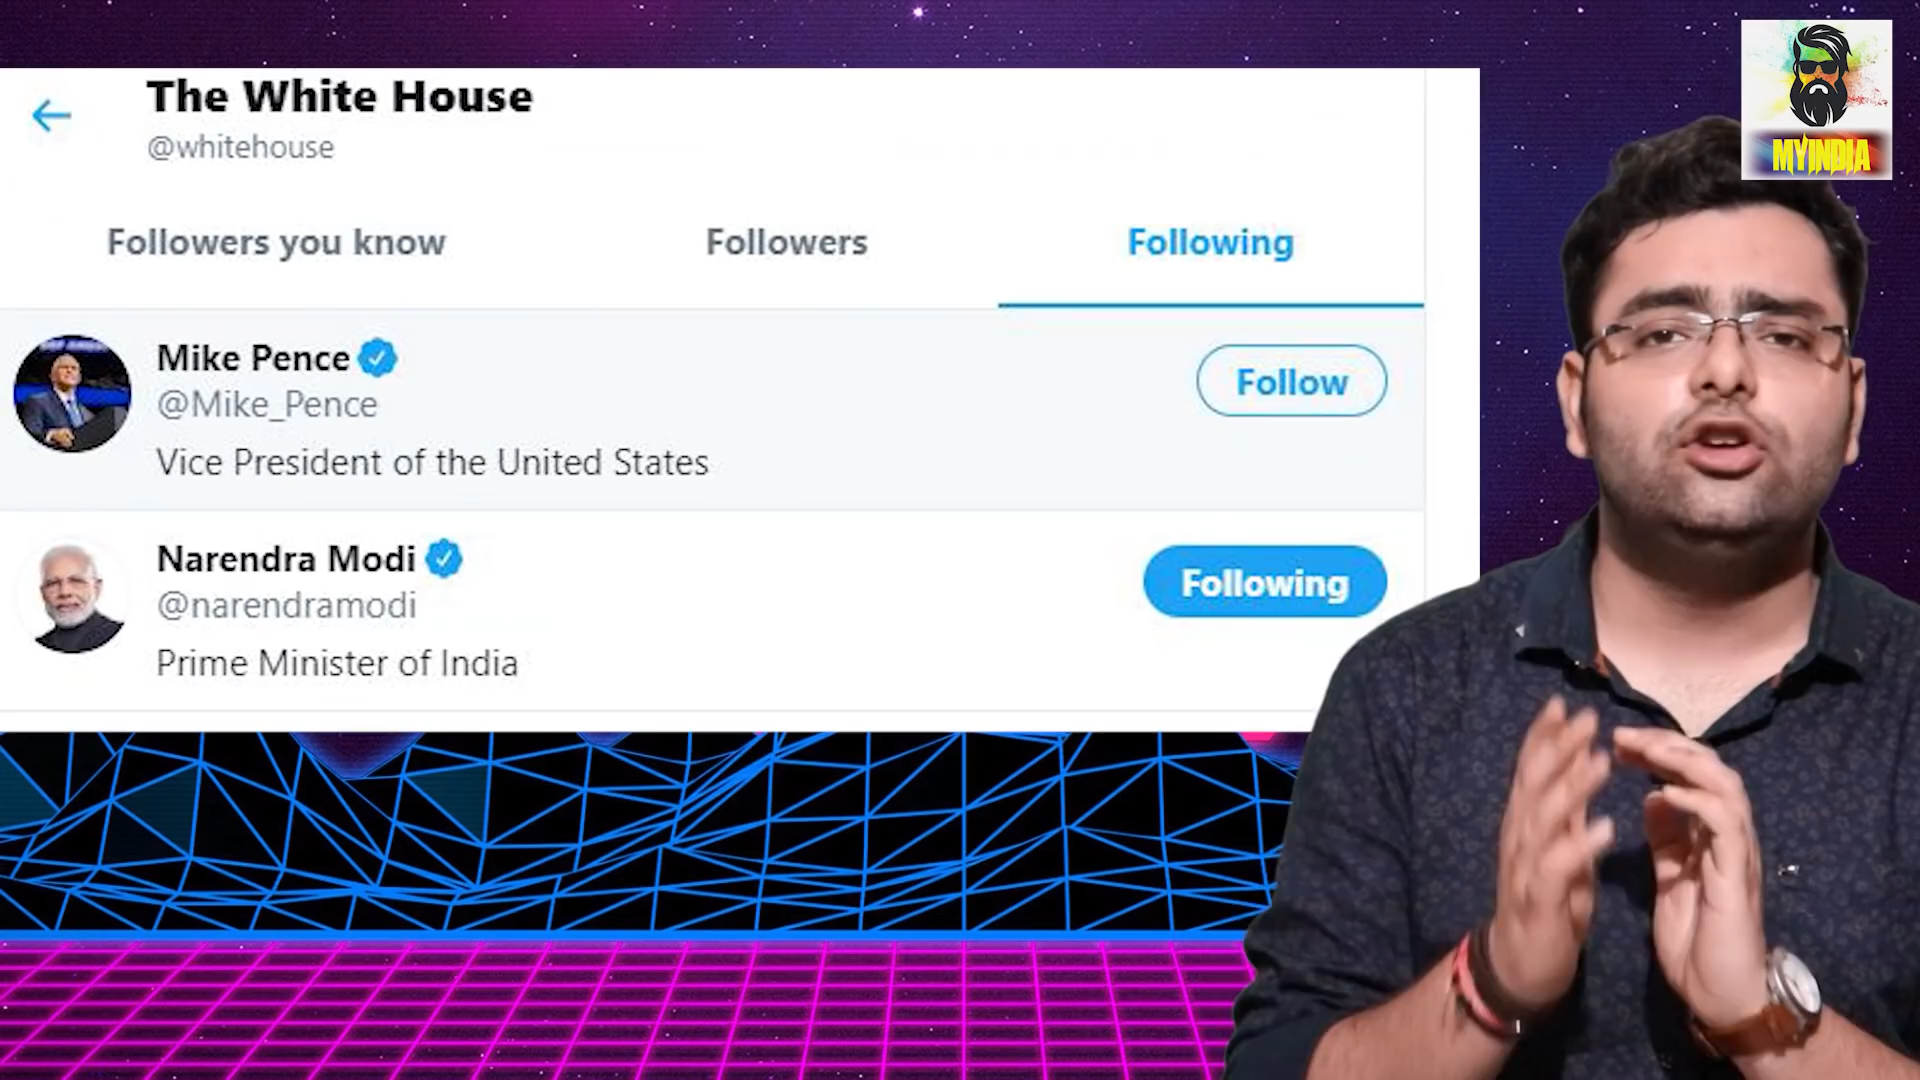 The White House
@whitehouse
Followers you know
Followers
Following
Mike Pence
@Mike_Pence
Follow
Vice President of the United States
Narendra Modi
@narendramodi
Following
Prime Minister of India
MYINDIA